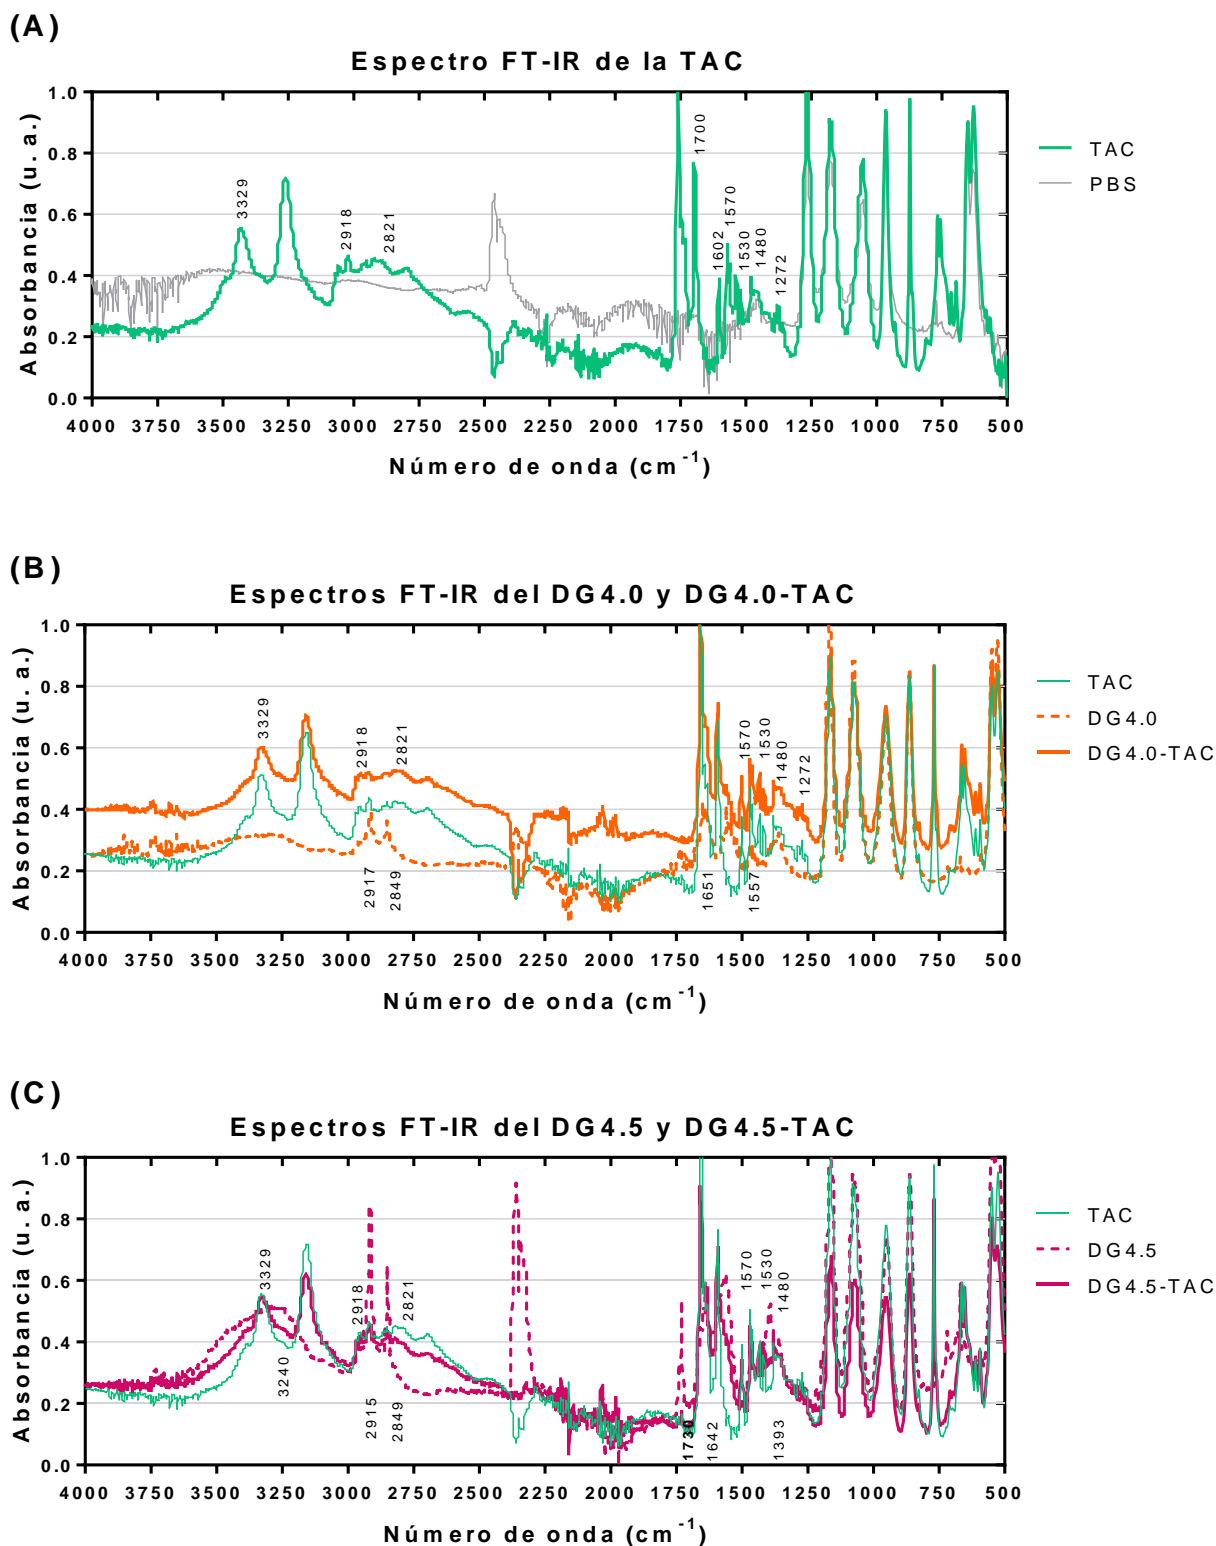 (A)
Espectro FT-IR de la TAC
Absorbancia (u. a.)
1.0
0.8
0.6
0.4
0.2
0.0
3329
2918
2821
1700
1602
1570
1530
1480
1272
TAC
PBS
4000 3750 3500 3250 3000 2750 2500 2250 2000 1750 1500 1250 1000 750 500
Número de onda (cm-1)
(B)
Espectros FT-IR del DG4.0 y DG4.0-TAC
Absorbancia (u. a.)
1.0
0.8
0.6
0.4
0.2
0.0
3329
2918
2821
1570
1530
1480
1272
2917
2849
1651
1557
TAC
DG4.0
DG4.0-TAC
4000 3750 3500 3250 3000 2750 2500 2250 2000 1750 1500 1250 1000 750 500
Número de onda (cm-1)
(C)
Espectros FT-IR del DG4.5 y DG4.5-TAC
Absorbancia (u. a.)
1.0
0.8
0.6
0.4
0.2
0.0
3329
2918
2821
1570
1530
1480
3240
2915
2849
1730
1642
1393
TAC
DG4.5
DG4.5-TAC
4000 3750 3500 3250 3000 2750 2500 2250 2000 1750 1500 1250 1000 750 500
Número de onda (cm-1)